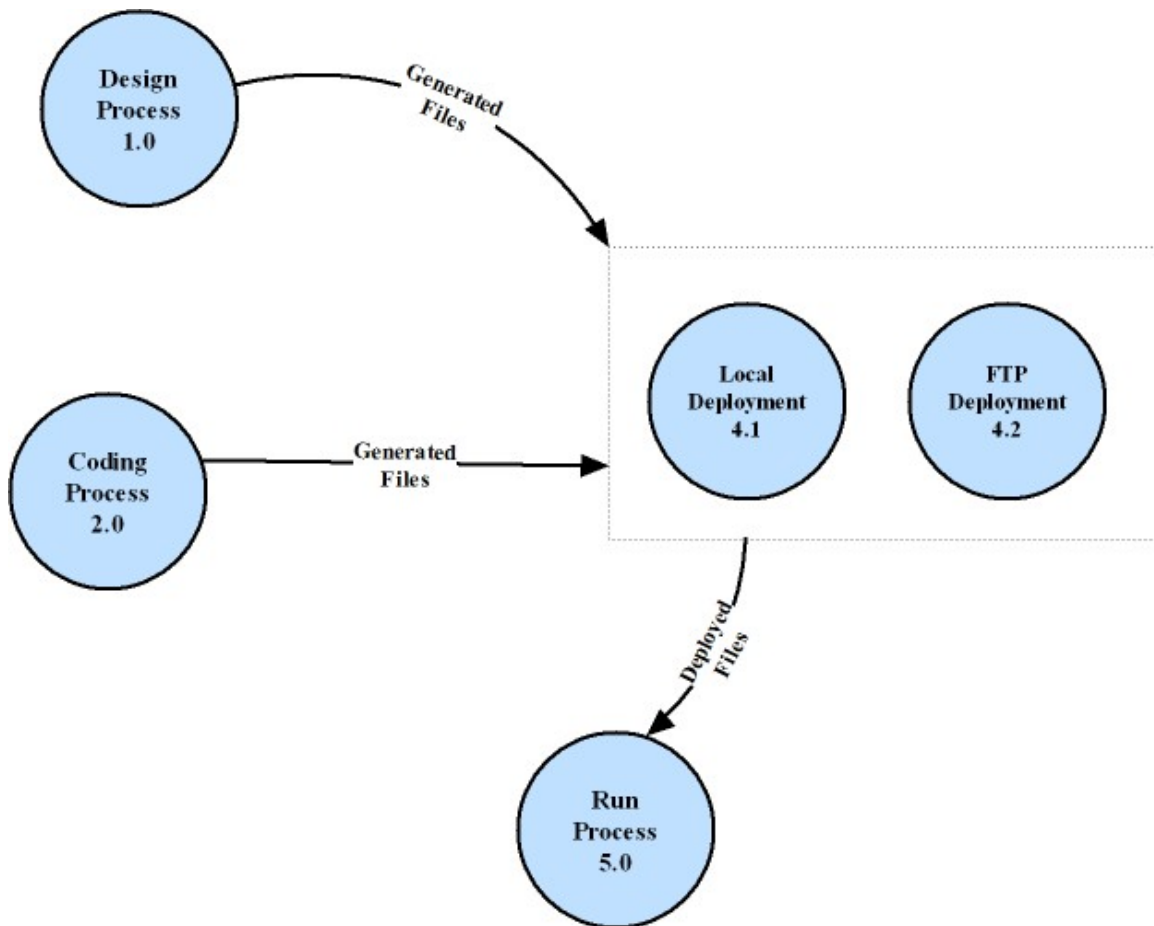 Design
Process
1.0
Generated
Files
Local
Deployment
4.1
FTP
Deployment
4.2
Coding
Process
2.0
Generated
Files
Deployed
Files
Run
Process
5.0